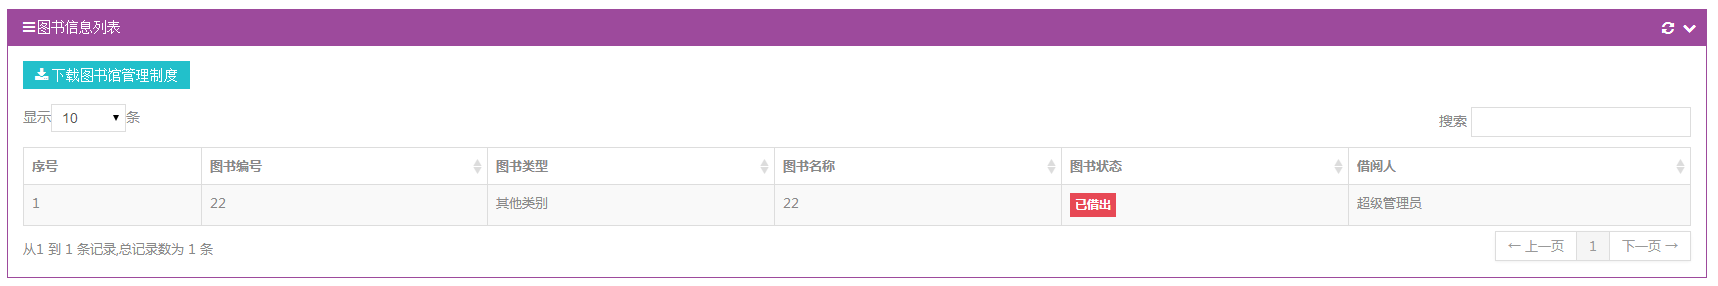 图书信息列表
下载图书馆管理制度
显示 10 条
搜索
序号 图书编号 图书类型 图书名称 图书状态 借阅人
1 22 其他类别 22 已借出 超级管理员
从1 到 1 条记录,总记录数为 1 条
← 上一页 1 下一页 →